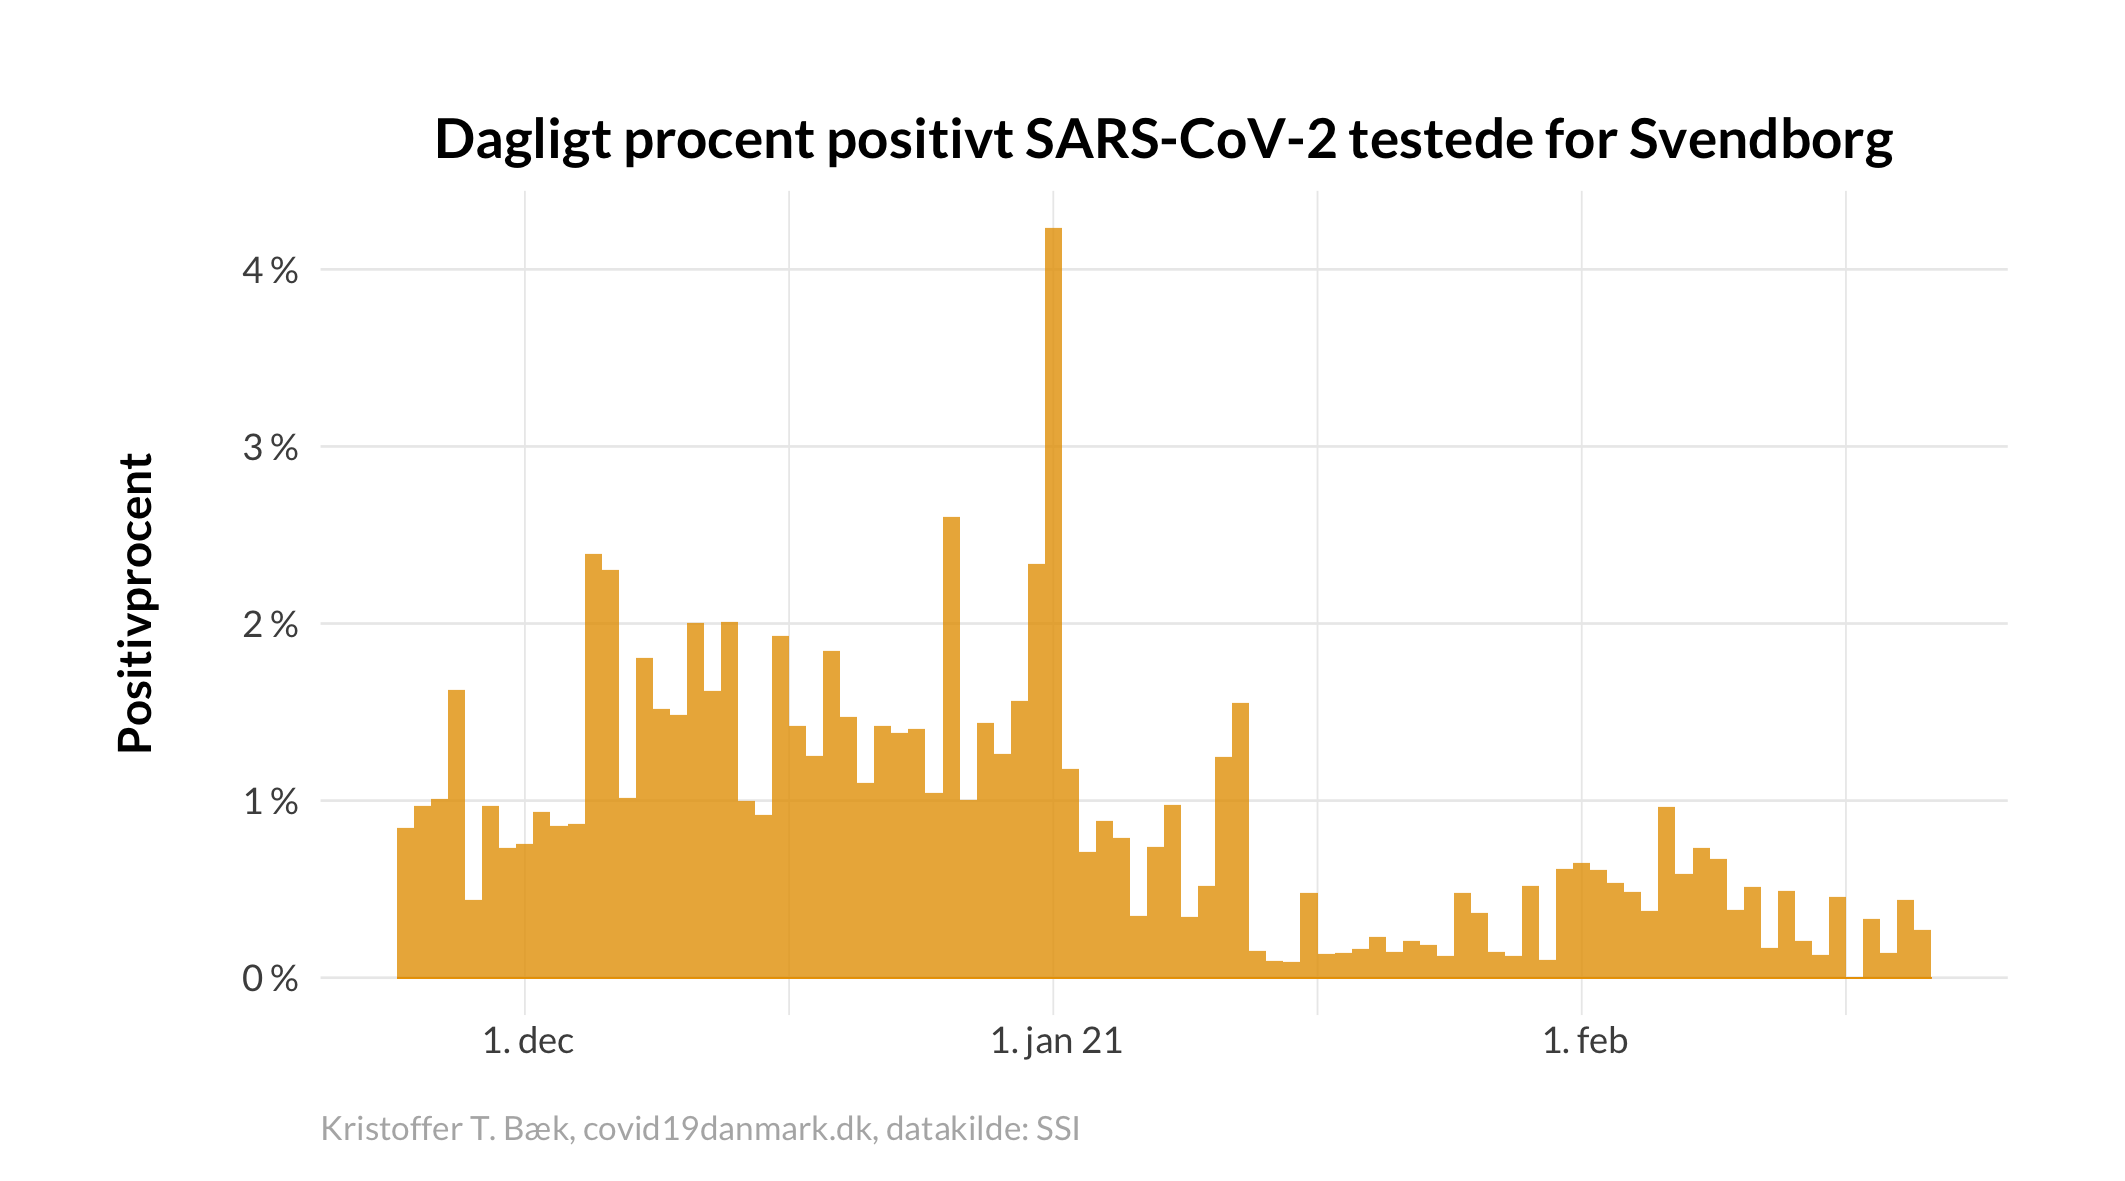 Dagligt procent positivt SARS-CoV-2 testede for Svendborg
Positivprocent
4 %
3 %
2 %
1 %
0 %
1. dec
1. jan 21
1. feb
Kristoffer T. Bæk, covid19danmark.dk, datakilde: SSI